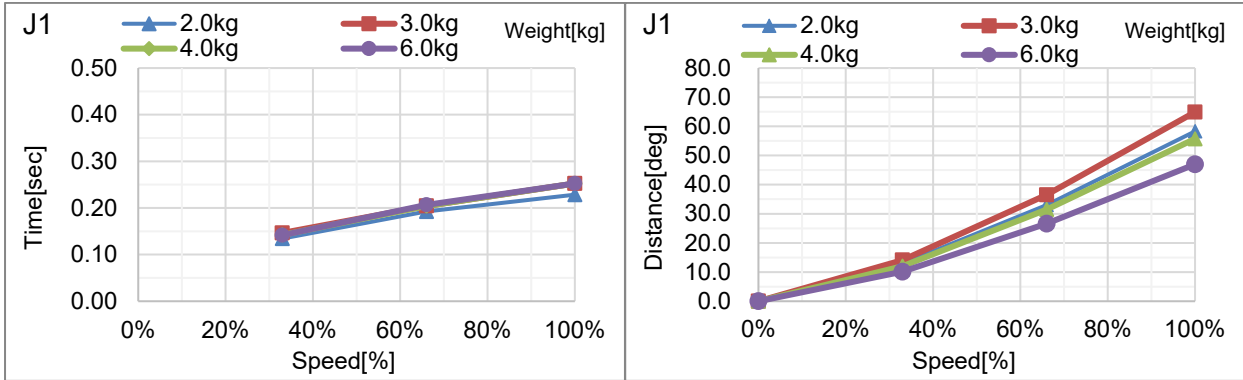 J1
2.0kg 3.0kg
4.0kg 6.0kg
Weight[kg]
0.50
0.40
0.30
0.20
0.10
0.00
Time[sec]
0% 20% 40% 60% 80% 100%
Speed[%]
J1
2.0kg 3.0kg
4.0kg 6.0kg
Weight[kg]
80.0
70.0
60.0
50.0
40.0
30.0
20.0
10.0
0.0
Distance[deg]
0% 20% 40% 60% 80% 100%
Speed[%]